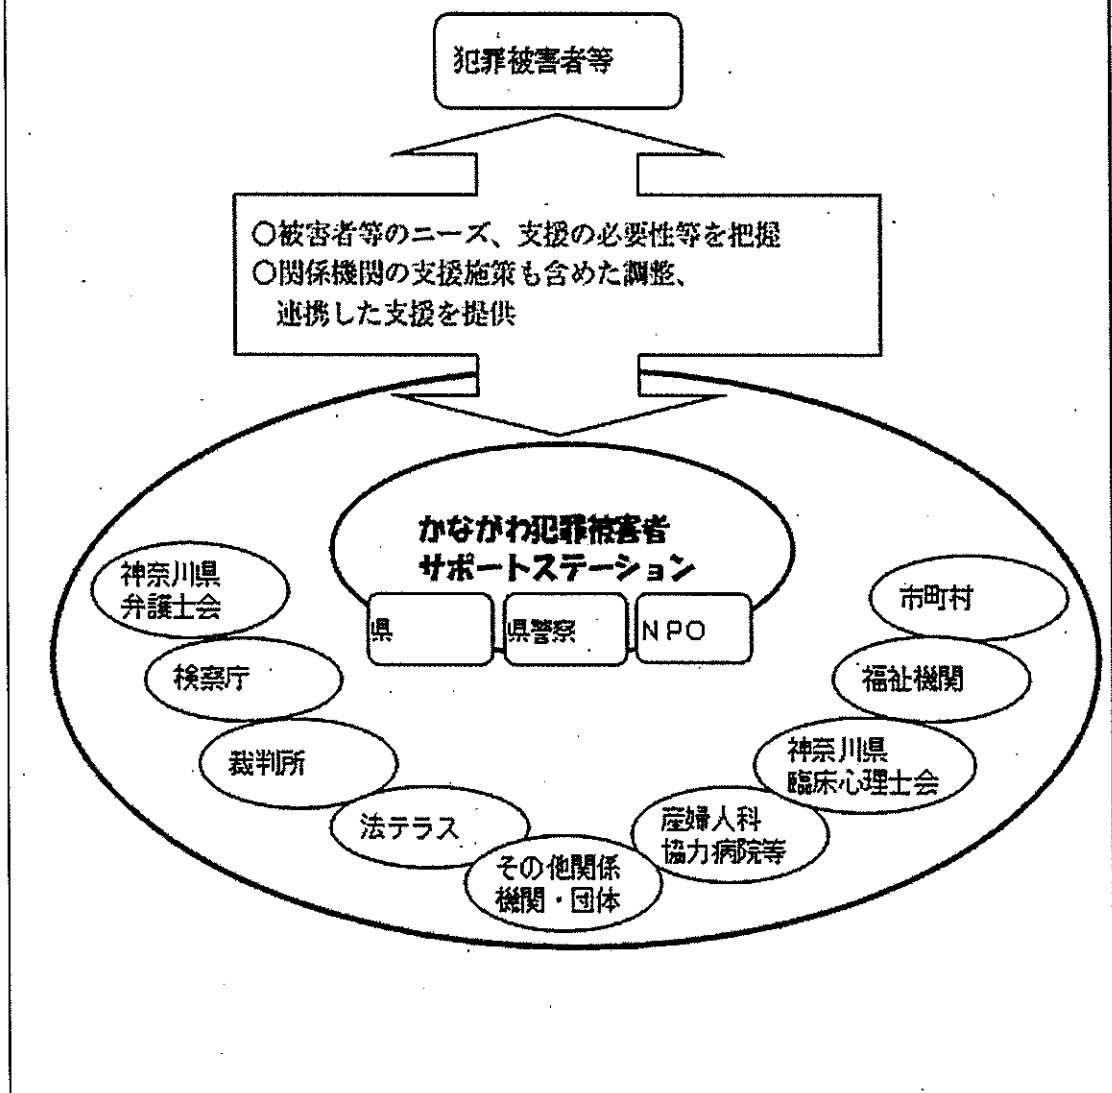 犯罪被害者等
○被害者等のニーズ、支援の必要性等を把握
○関係機関の支援施策も含めた調整、
連携した支援を提供
かながわ犯罪被害者
サポートステーション
県
県警察
NPO
神奈川県
弁護士会
検察庁
裁判所
法テラス
その他関係
機関・団体
産婦人科
協力病院等
神奈川県
臨床心理士会
福祉機関
市町村